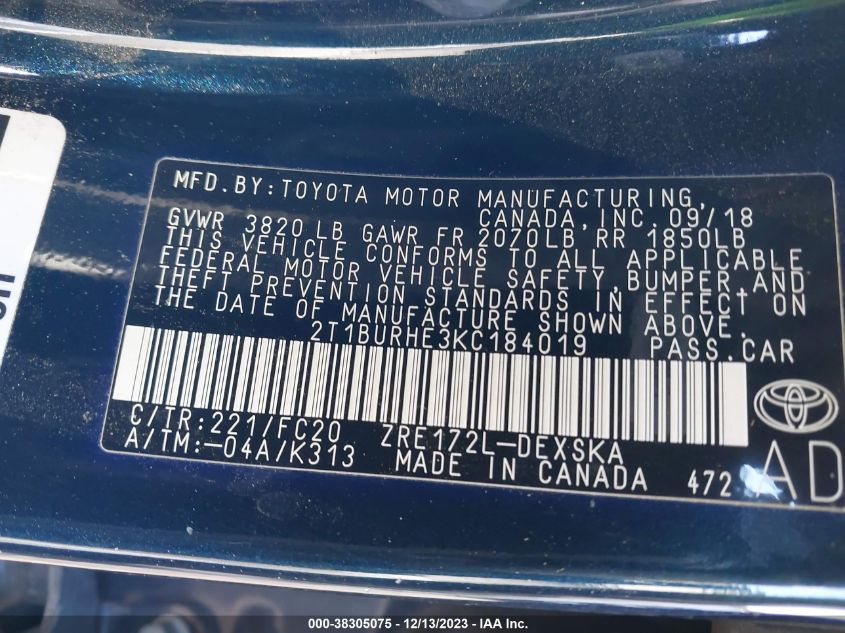 MFD.BY:TOYOTA MOTOR MANUFACTURING,
CANADA, INC. 09/18
GVWR 3820 LB GAWR FR 2070LB, RR 1850LB
THIS VEHICLE CONFORMS TO ALL APPLICABLE
FEDERAL MOTOR VEHICLE SAFETY, BUMPER, AND
THEFT PREVENTION STANDARDS IN EFFECT ON
THE DATE OF MANUFACTURE SHOWN ABOVE.
2T1BURHE3KC184019 PASS.CAR
C/TR:221/FC20 ZRE172L-DEXSKA
A/TM:-04A/K313 MADE IN CANADA 472
AD
000-38305075 - 12/13/2023 - IAA Inc.